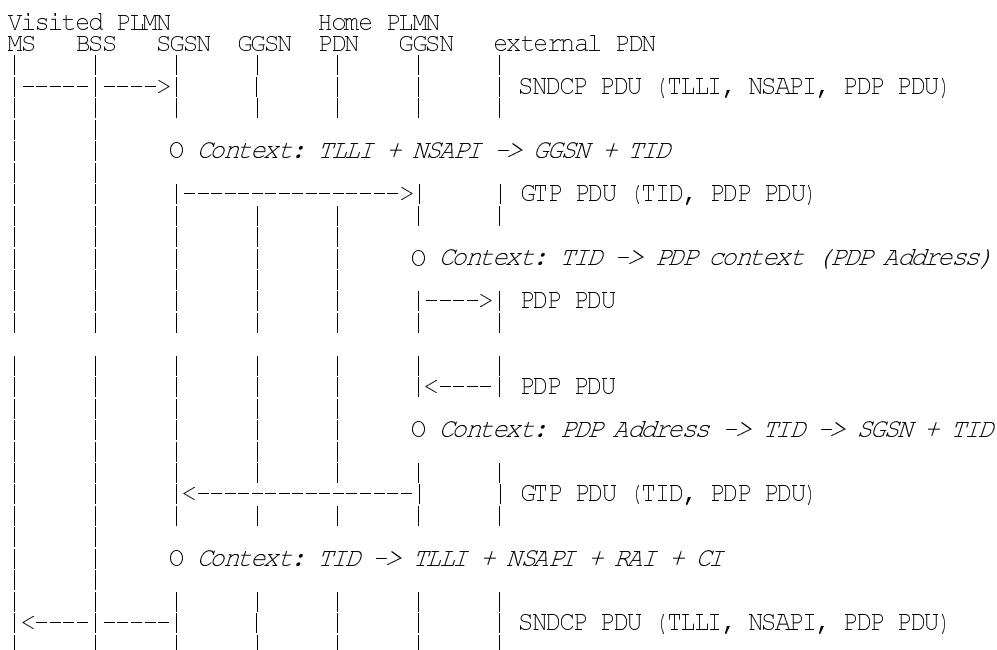 Visited PLMN Home PLMN
MS BSS SGSN GGSN PDN GGSN external PDN
SNDCP PDU (TLLI, NSAPI, PDP PDU)
O Context: TLLI + NSAPI -> GGSN + TID
GTP PDU (TID, PDP PDU)
O Context: TID -> PDP context (PDP Address)
PDP PDU
PDP PDU
O Context: PDP Address -> TID -> SGSN + TID
GTP PDU (TID, PDP PDU)
O Context: TID -> TLLI + NSAPI + RAI + CI
SNDCP PDU (TLLI, NSAPI, PDP PDU)